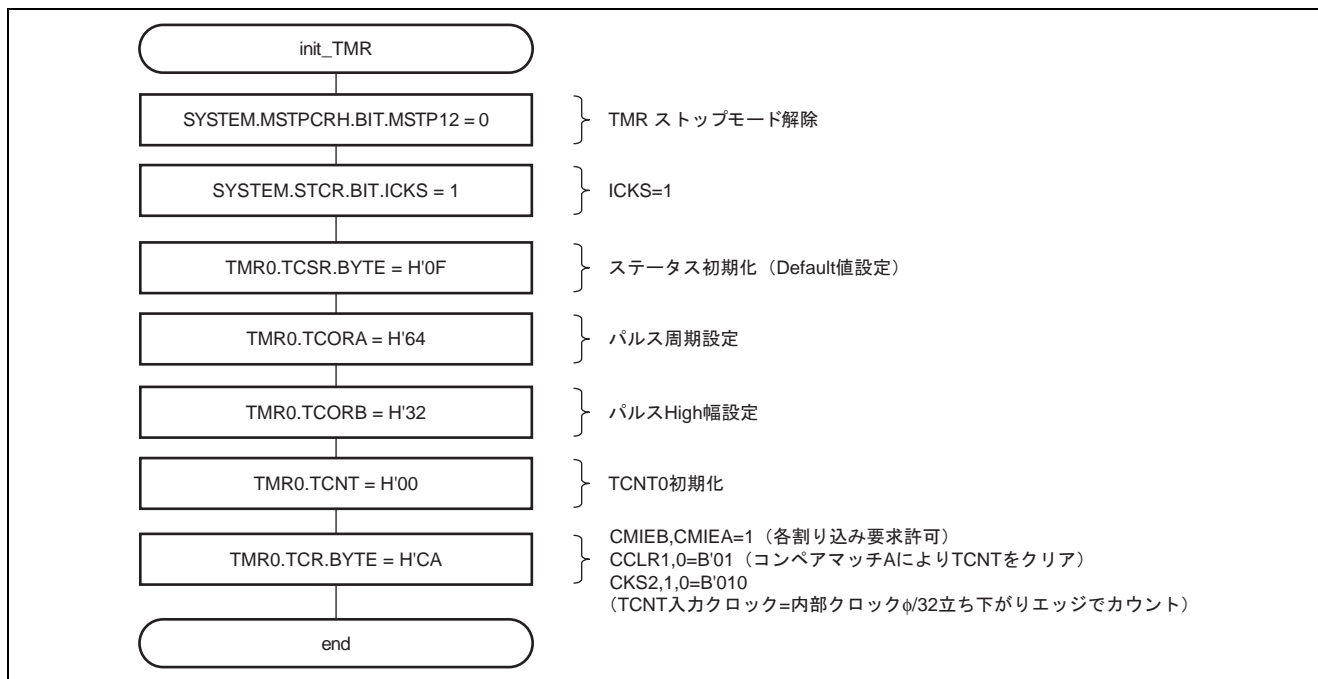 init_TMR
SYSTEM.MSTPCRH.BIT.MSTP12 = 0
TMR ストップモード解除
SYSTEM.STCR.BIT.ICKS = 1
ICKS=1
TMR0.TCSR.BYTE = H'0F
ステータス初期化（Default値設定）
TMR0.TCORA = H'64
パルス周期設定
TMR0.TCORB = H'32
パルスHigh幅設定
TMR0.TCNT = H'00
TCNT0初期化
TMR0.TCR.BYTE = H'CA
CMIEB,CMIEA=1（各割り込み要求許可）
CCLR1,0=B'01（コンペアマッチAによりTCNTをクリア）
CKS2,1,0=B'010
（TCNT入力クロック=内部クロックφ/32立ち下がりエッジでカウント）
end